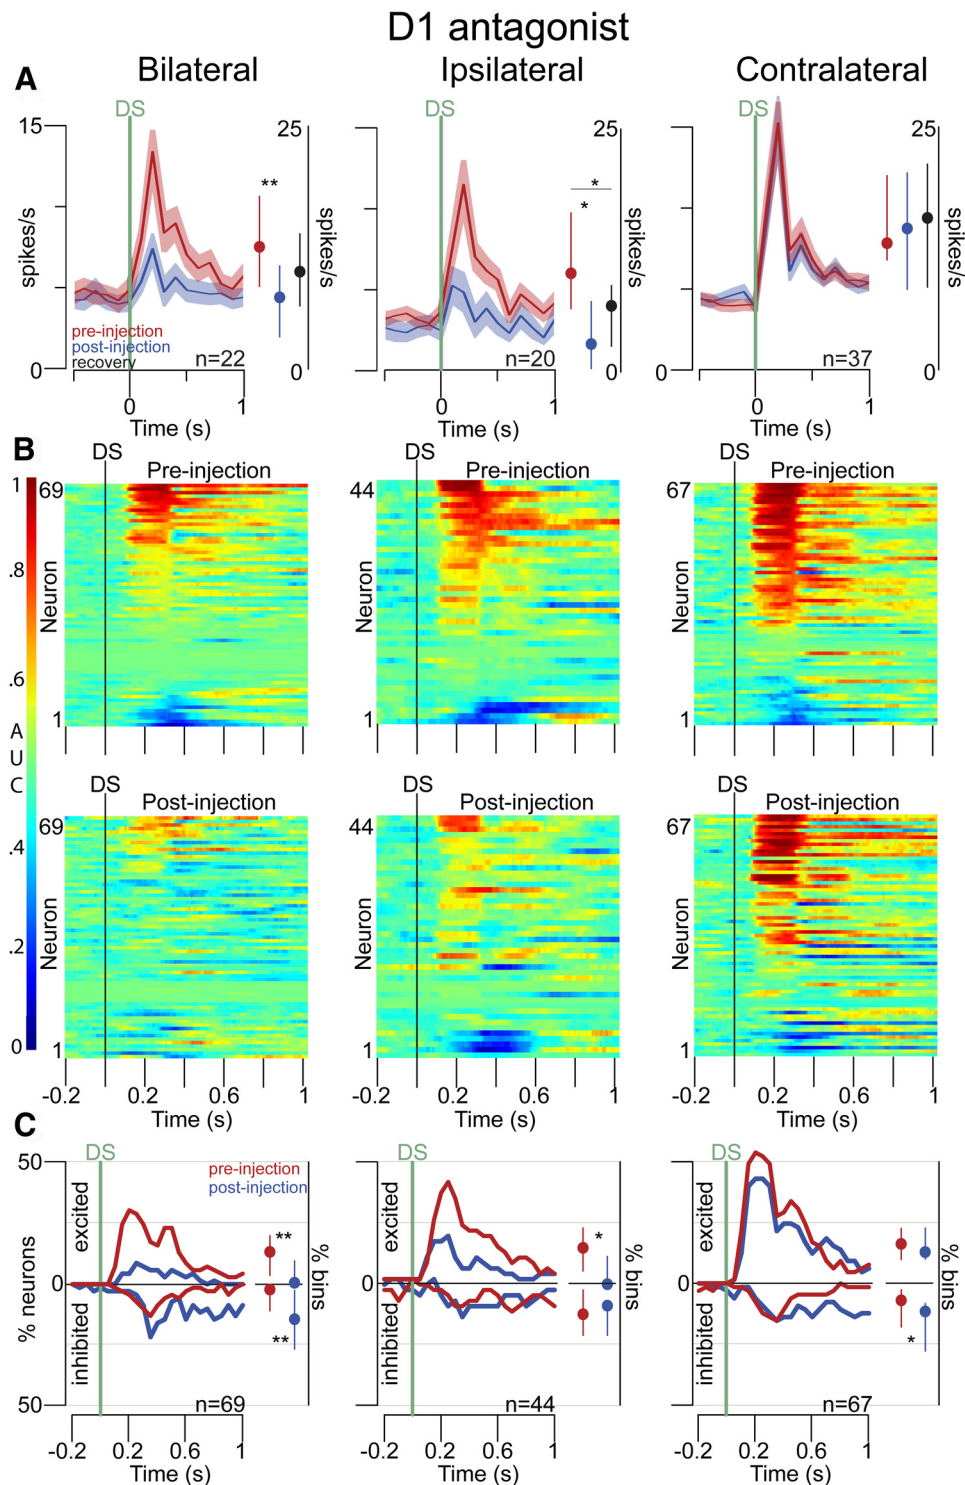 D1 antagonist
Bilateral Ipsilateral Contralateral
A
DS DS DS
15 25 25 25
** * *
spikes/s spikes/s spikes/s spikes/s
pre-injection
post-injection
recovery
n=22 n=20 n=37
0 0 0 0 0
0 1 0 1 0 1
Time (s) Time (s) Time (s)
B
DS DS DS
Pre-injection Pre-injection Pre-injection
1 69 44 67
.8
Neuron Neuron Neuron
.6
1 1 1
A
U
C
DS DS DS
Post-injection Post-injection Post-injection
69 44 67
.4
Neuron Neuron Neuron
.2
0 1 1 1
-0.2 0.2 0.6 1 -0.2 0.2 0.6 1 -0.2 0.2 0.6 1
Time (s) Time (s) Time (s)
C
DS DS DS
50 50 50
pre-injection
post-injection
excited excited excited
** *
% neurons 0 % bins 0 % bins 0 % bins
inhibited inhibited inhibited
** *
50 n=69 n=44 50 n=67
-0.2 0.2 0.6 1 -0.2 0.2 0.6 1 -0.2 0.2 0.6 1
Time (s) Time (s) Time (s)